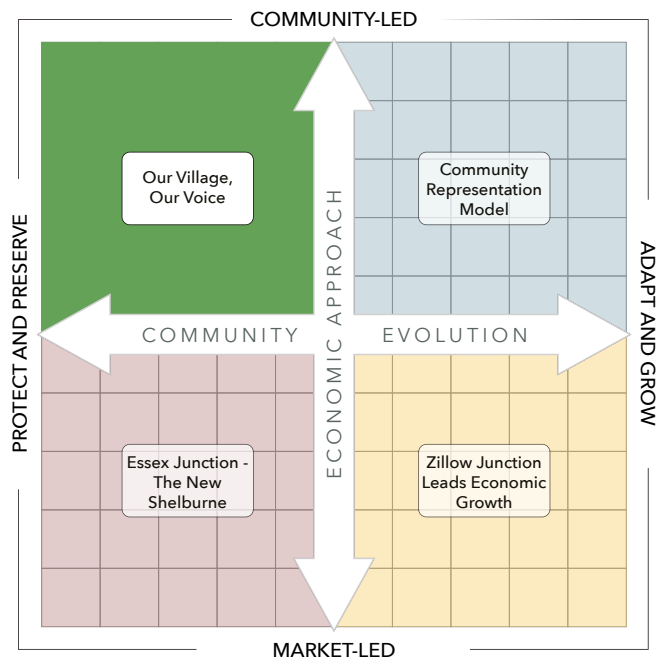 COMMUNITY-LED
Our Village,
Our Voice
Community
Representation
Model
PROTECT AND PRESERVE
ADAPT AND GROW
ECONOMIC APPROACH
COMMUNITY EVOLUTION
Essex Junction -
The New
Shelburne
Zillow Junction
Leads Economic
Growth
MARKET-LED